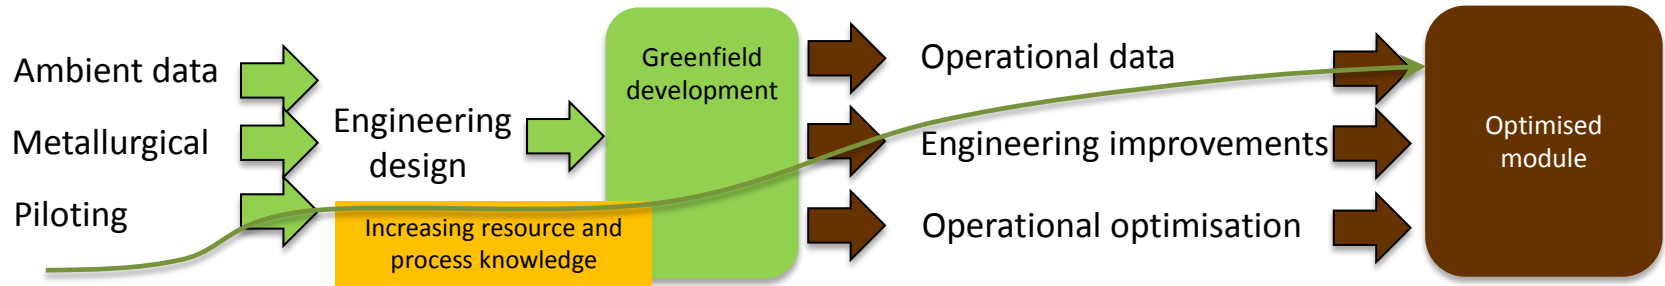 Ambient data
Metallurgical
Piloting
Engineering
design
Increasing resource and
process knowledge
Greenfield
development
Operational data
Engineering improvements
Operational optimisation
Optimised
module